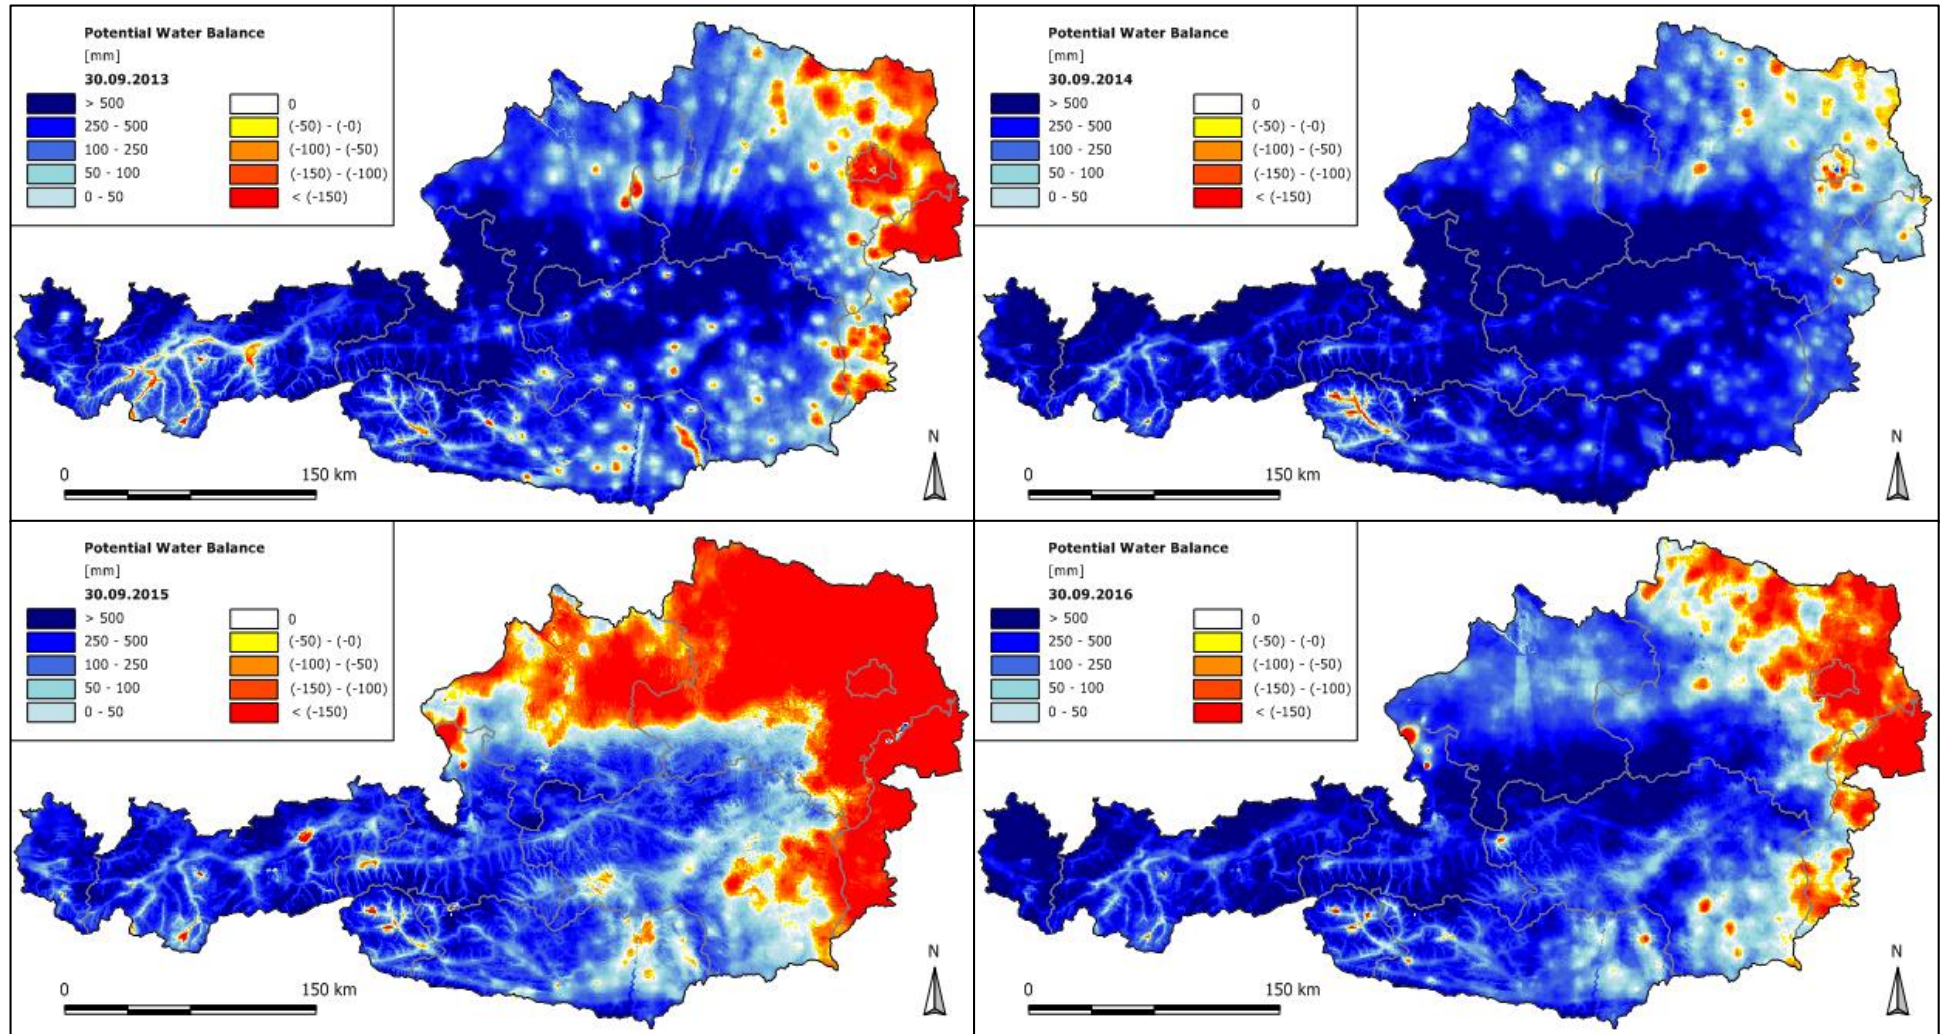 Potential Water Balance
[mm]
30.09.2013
> 500 0
250 - 500 (-50) - (-0)
100 - 250 (-100) - (-50)
50 - 100 (-150) - (-100)
0 - 50 < (-150)
N
0 150 km
Potential Water Balance
[mm]
30.09.2014
> 500 0
250 - 500 (-50) - (-0)
100 - 250 (-100) - (-50)
50 - 100 (-150) - (-100)
0 - 50 < (-150)
N
0 150 km
Potential Water Balance
[mm]
30.09.2015
> 500 0
250 - 500 (-50) - (-0)
100 - 250 (-100) - (-50)
50 - 100 (-150) - (-100)
0 - 50 < (-150)
N
0 150 km
Potential Water Balance
[mm]
30.09.2016
> 500 0
250 - 500 (-50) - (-0)
100 - 250 (-100) - (-50)
50 - 100 (-150) - (-100)
0 - 50 < (-150)
N
0 150 km